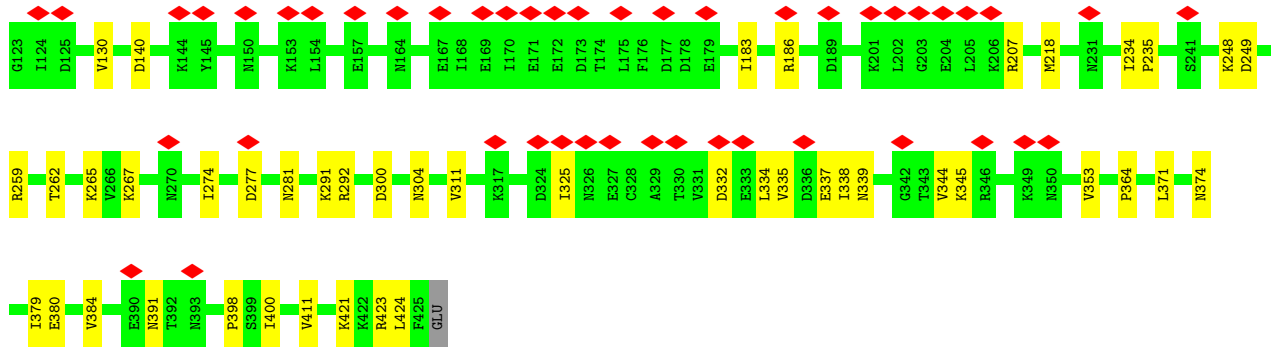 G123 I124 D125 V130 D140 K144 Y145 N150 K153 L154 E157 N164 E167 I168 E169 I170 E171 E172 D173 T174 L175 F176 D177 D178 E179 I183 R186 D189 K201 L202 G203 E204 L205 K206 R207 M218 N231 I234 P235 S241 K248 D249
R259 T262 K265 V266 K267 N270 I274 D277 N281 K291 R292 D300 N304 V311 K317 D324 I325 N326 E327 C328 A329 T330 V331 D332 E333 L334 V335 D336 E337 I338 N339 G342 T343 V344 K345 R346 K349 N350 V353 P364 L371 N374
I379 E380 V384 E390 N391 T392 N393 P398 S399 I400 V411 K421 K422 R423 L424 F425 GLU